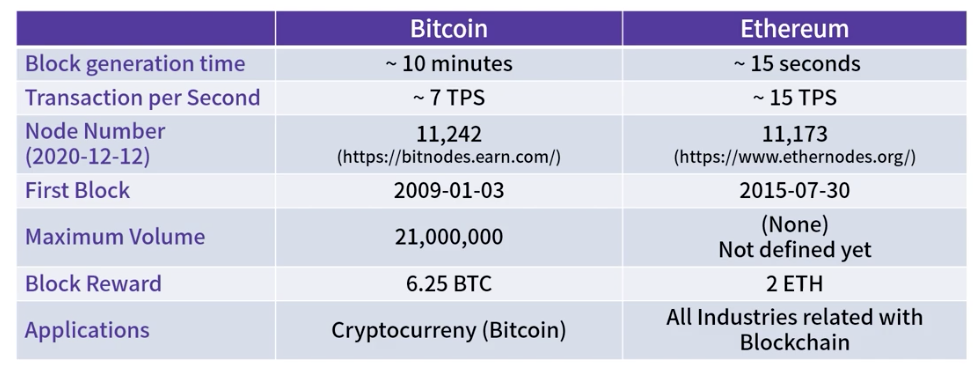 Bitcoin Ethereum
Block generation time ~ 10 minutes ~ 15 seconds
Transaction per Second ~ 7 TPS ~ 15 TPS
Node Number 11,242 11,173
(2020-12-12) (https://bitnodes.earn.com/) (https://www.ethernodes.org/)
First Block 2009-01-03 2015-07-30
Maximum Volume 21,000,000 (None)
Not defined yet
Block Reward 6.25 BTC 2 ETH
Applications Cryptocurreny (Bitcoin) All Industries related with
Blockchain